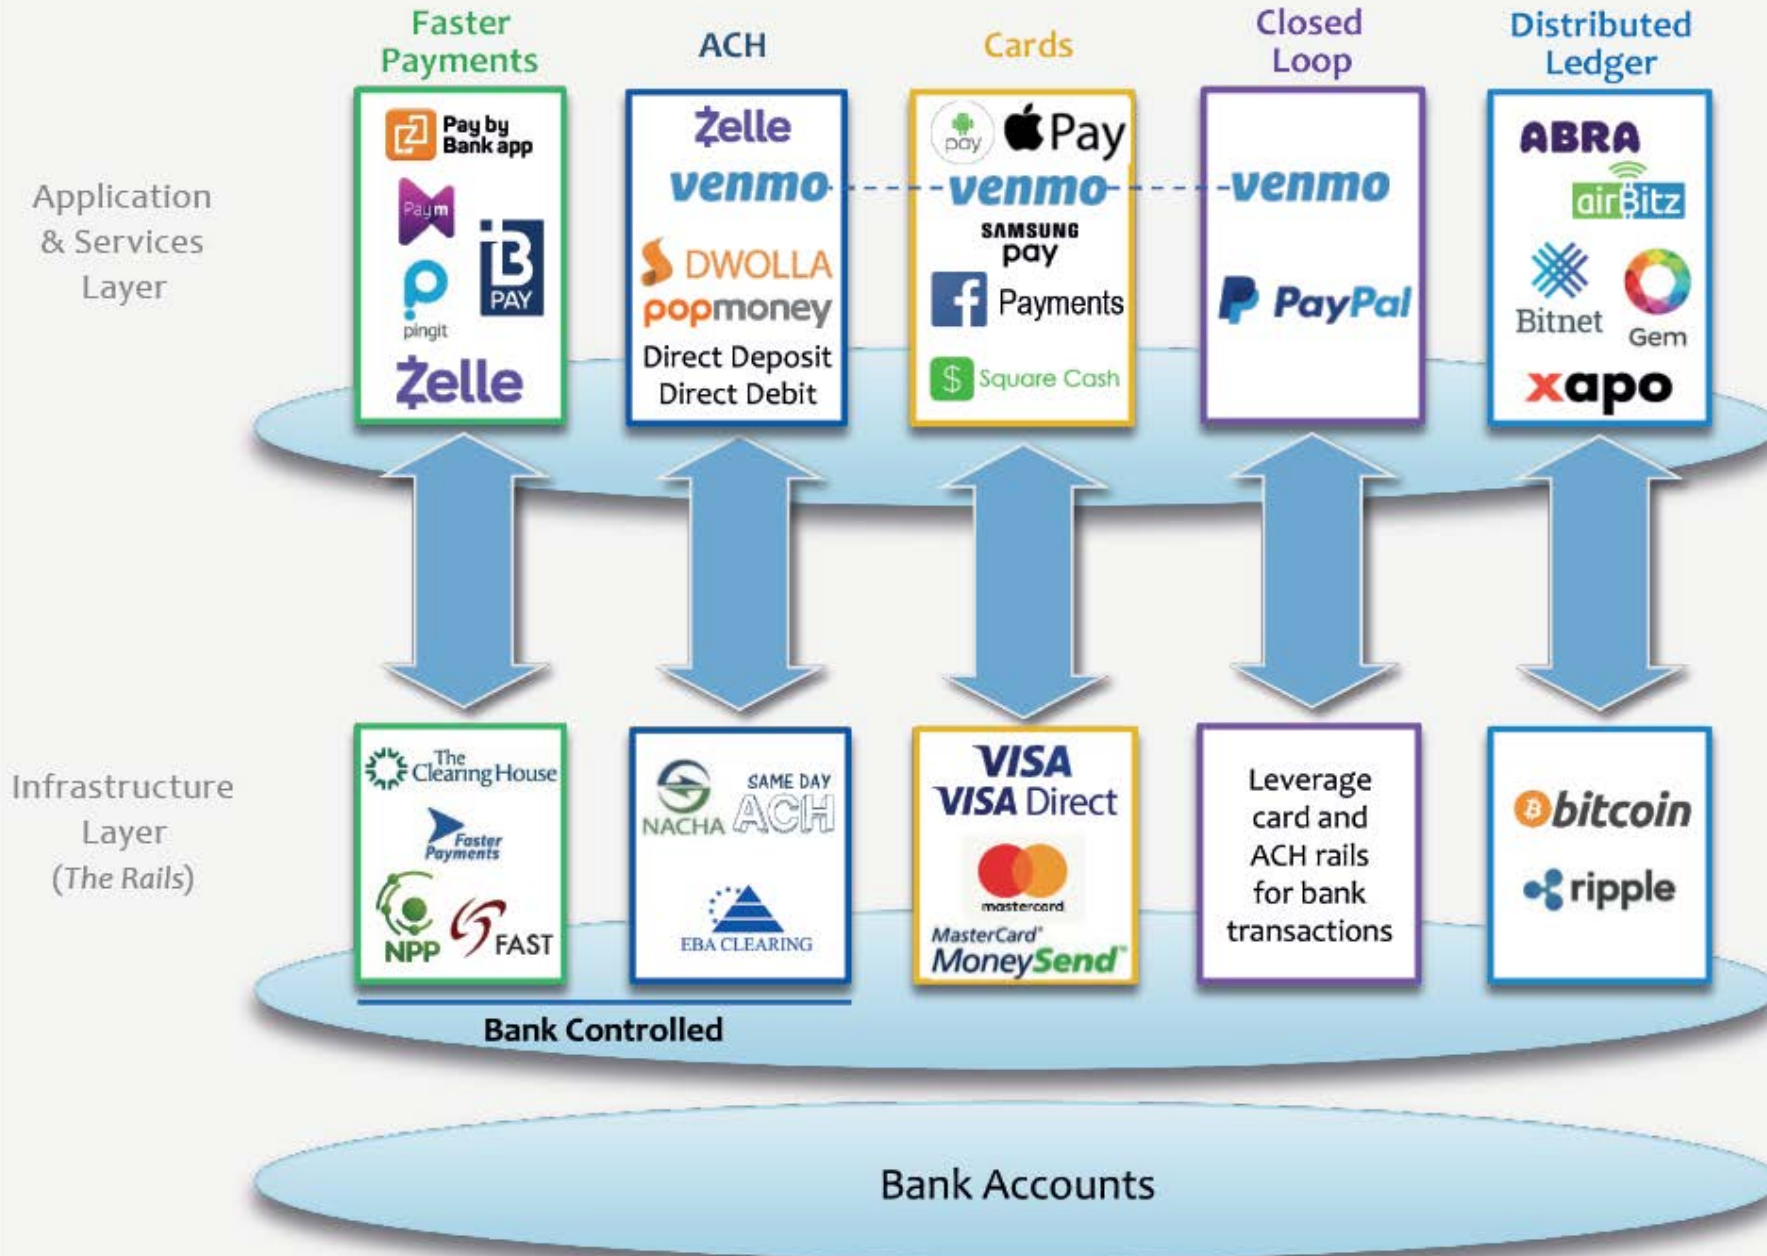 Faster
Payments
ACH
Cards
Closed
Loop
Distributed
Ledger
Application
& Services
Layer
Pay by
Bank app
Paym
pingit
B
PAY
Zelle
Zelle
venmo
DWOLLA
popmoney
Direct Deposit
Direct Debit
pay
Pay
venmo
SAMSUNG
pay
f Payments
$ Square Cash
venmo
PayPal
ABRA
airBitz
Bitnet
Gem
xapo
Infrastructure
Layer
(The Rails)
The
Clearing House
Faster
Payments
NPP
FAST
NACHA
SAME DAY
ACH
EBA CLEARING
VISA
VISA Direct
mastercard
MasterCard®
MoneySend™
Leverage
card and
ACH rails
for bank
transactions
bitcoin
ripple
Bank Controlled
Bank Accounts